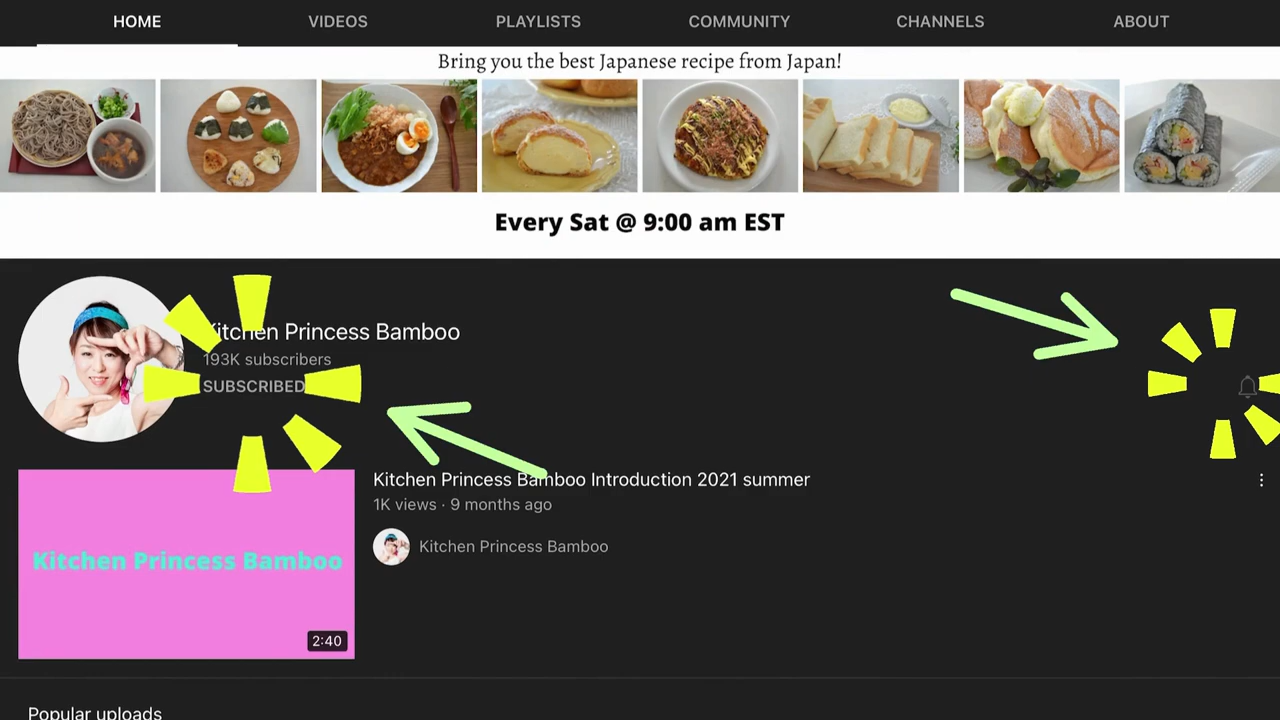 HOME VIDEOS PLAYLISTS COMMUNITY CHANNELS ABOUT
Bring you the best Japanese recipe from Japan!
Every Sat @ 9:00 am EST
Kitchen Princess Bamboo
193K subscribers
SUBSCRIBED
Kitchen Princess Bamboo Introduction 2021 summer
1K views · 9 months ago
Kitchen Princess Bamboo
Kitchen Princess Bamboo
2:40
Popular uploads